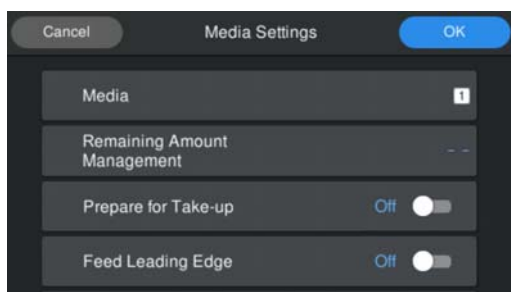 Cancel Media Settings OK
Media 1
Remaining Amount
Management - -
Prepare for Take-up Off
Feed Leading Edge Off